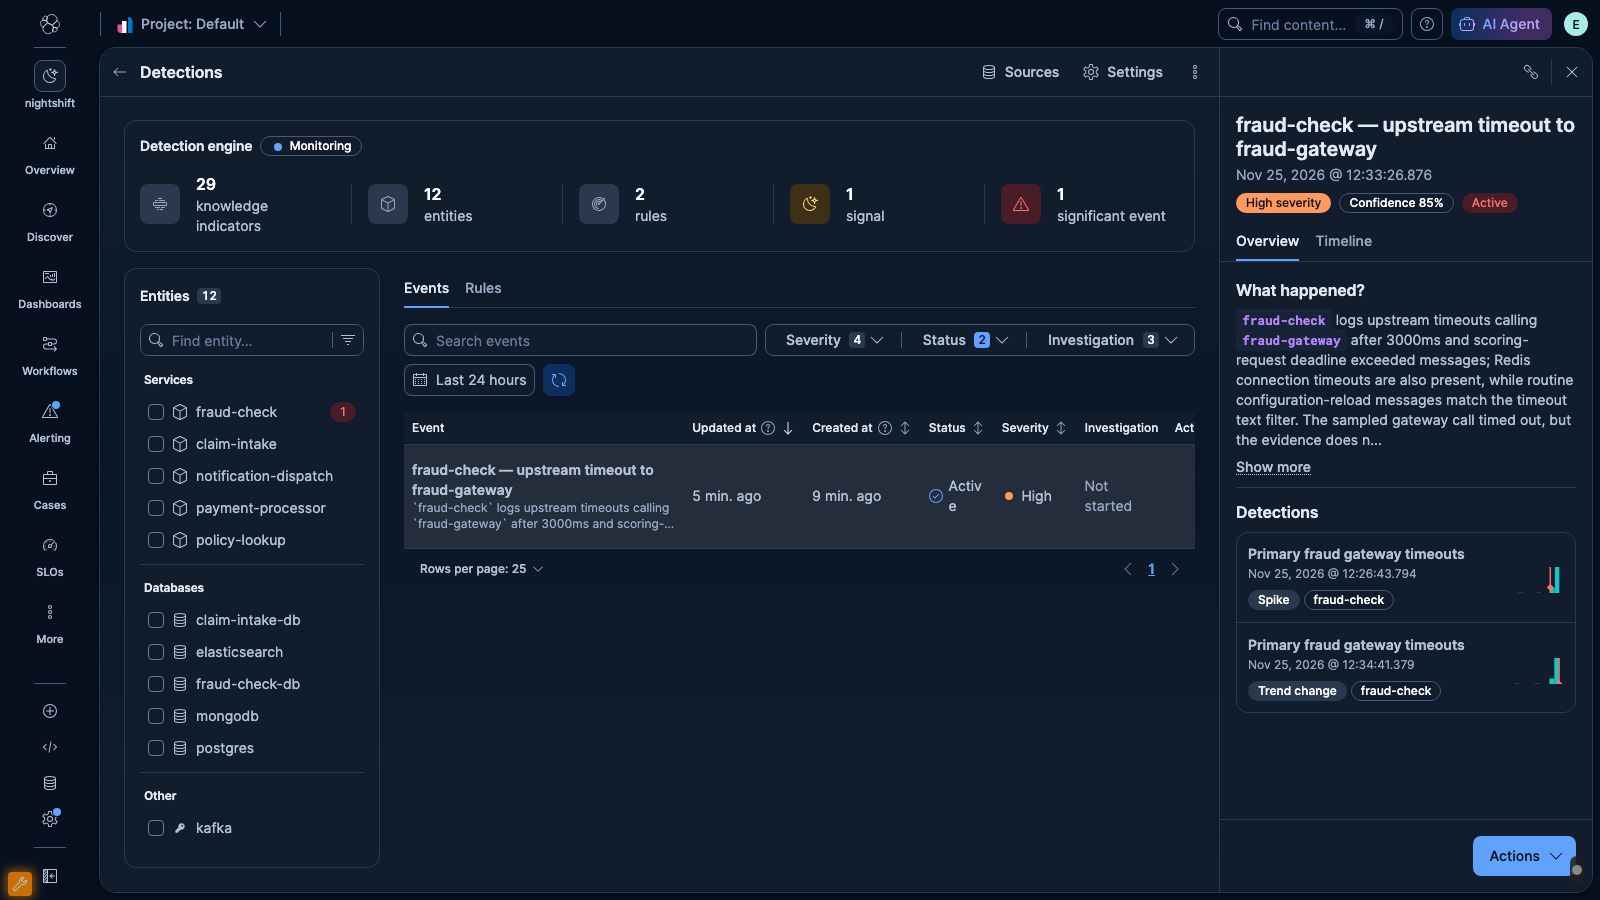 Project: Default
Find content...
⌘ /
AI Agent
E
nightshift
Overview
Discover
Dashboards
Workflows
Alerting
Cases
SLOs
More
Detections
Sources
Settings
Detection engine
Monitoring
29
knowledge
indicators
12
entities
2
rules
1
signal
1
significant event
Entities 12
Find entity...
Services
fraud-check
1
claim-intake
notification-dispatch
payment-processor
policy-lookup
Databases
claim-intake-db
elasticsearch
fraud-check-db
mongodb
postgres
Other
kafka
Events
Rules
Search events
Severity 4
Status 2
Investigation 3
Last 24 hours
Event
Updated at
Created at
Status
Severity
Investigation
Act
fraud-check — upstream timeout to
fraud-gateway
`fraud-check` logs upstream timeouts calling
`fraud-gateway` after 3000ms and scoring-...
5 min. ago
9 min. ago
Activ
e
High
Not
started
Rows per page: 25
1
fraud-check — upstream timeout to
fraud-gateway
Nov 25, 2026 @ 12:33:26.876
High severity
Confidence 85%
Active
Overview
Timeline
What happened?
fraud-check logs upstream timeouts calling
fraud-gateway after 3000ms and scoring-
request deadline exceeded messages; Redis
connection timeouts are also present, while routine
configuration-reload messages match the timeout
text filter. The sampled gateway call timed out, but
the evidence does n...
Show more
Detections
Primary fraud gateway timeouts
Nov 25, 2026 @ 12:26:43.794
Spike
fraud-check
Primary fraud gateway timeouts
Nov 25, 2026 @ 12:34:41.379
Trend change
fraud-check
Actions